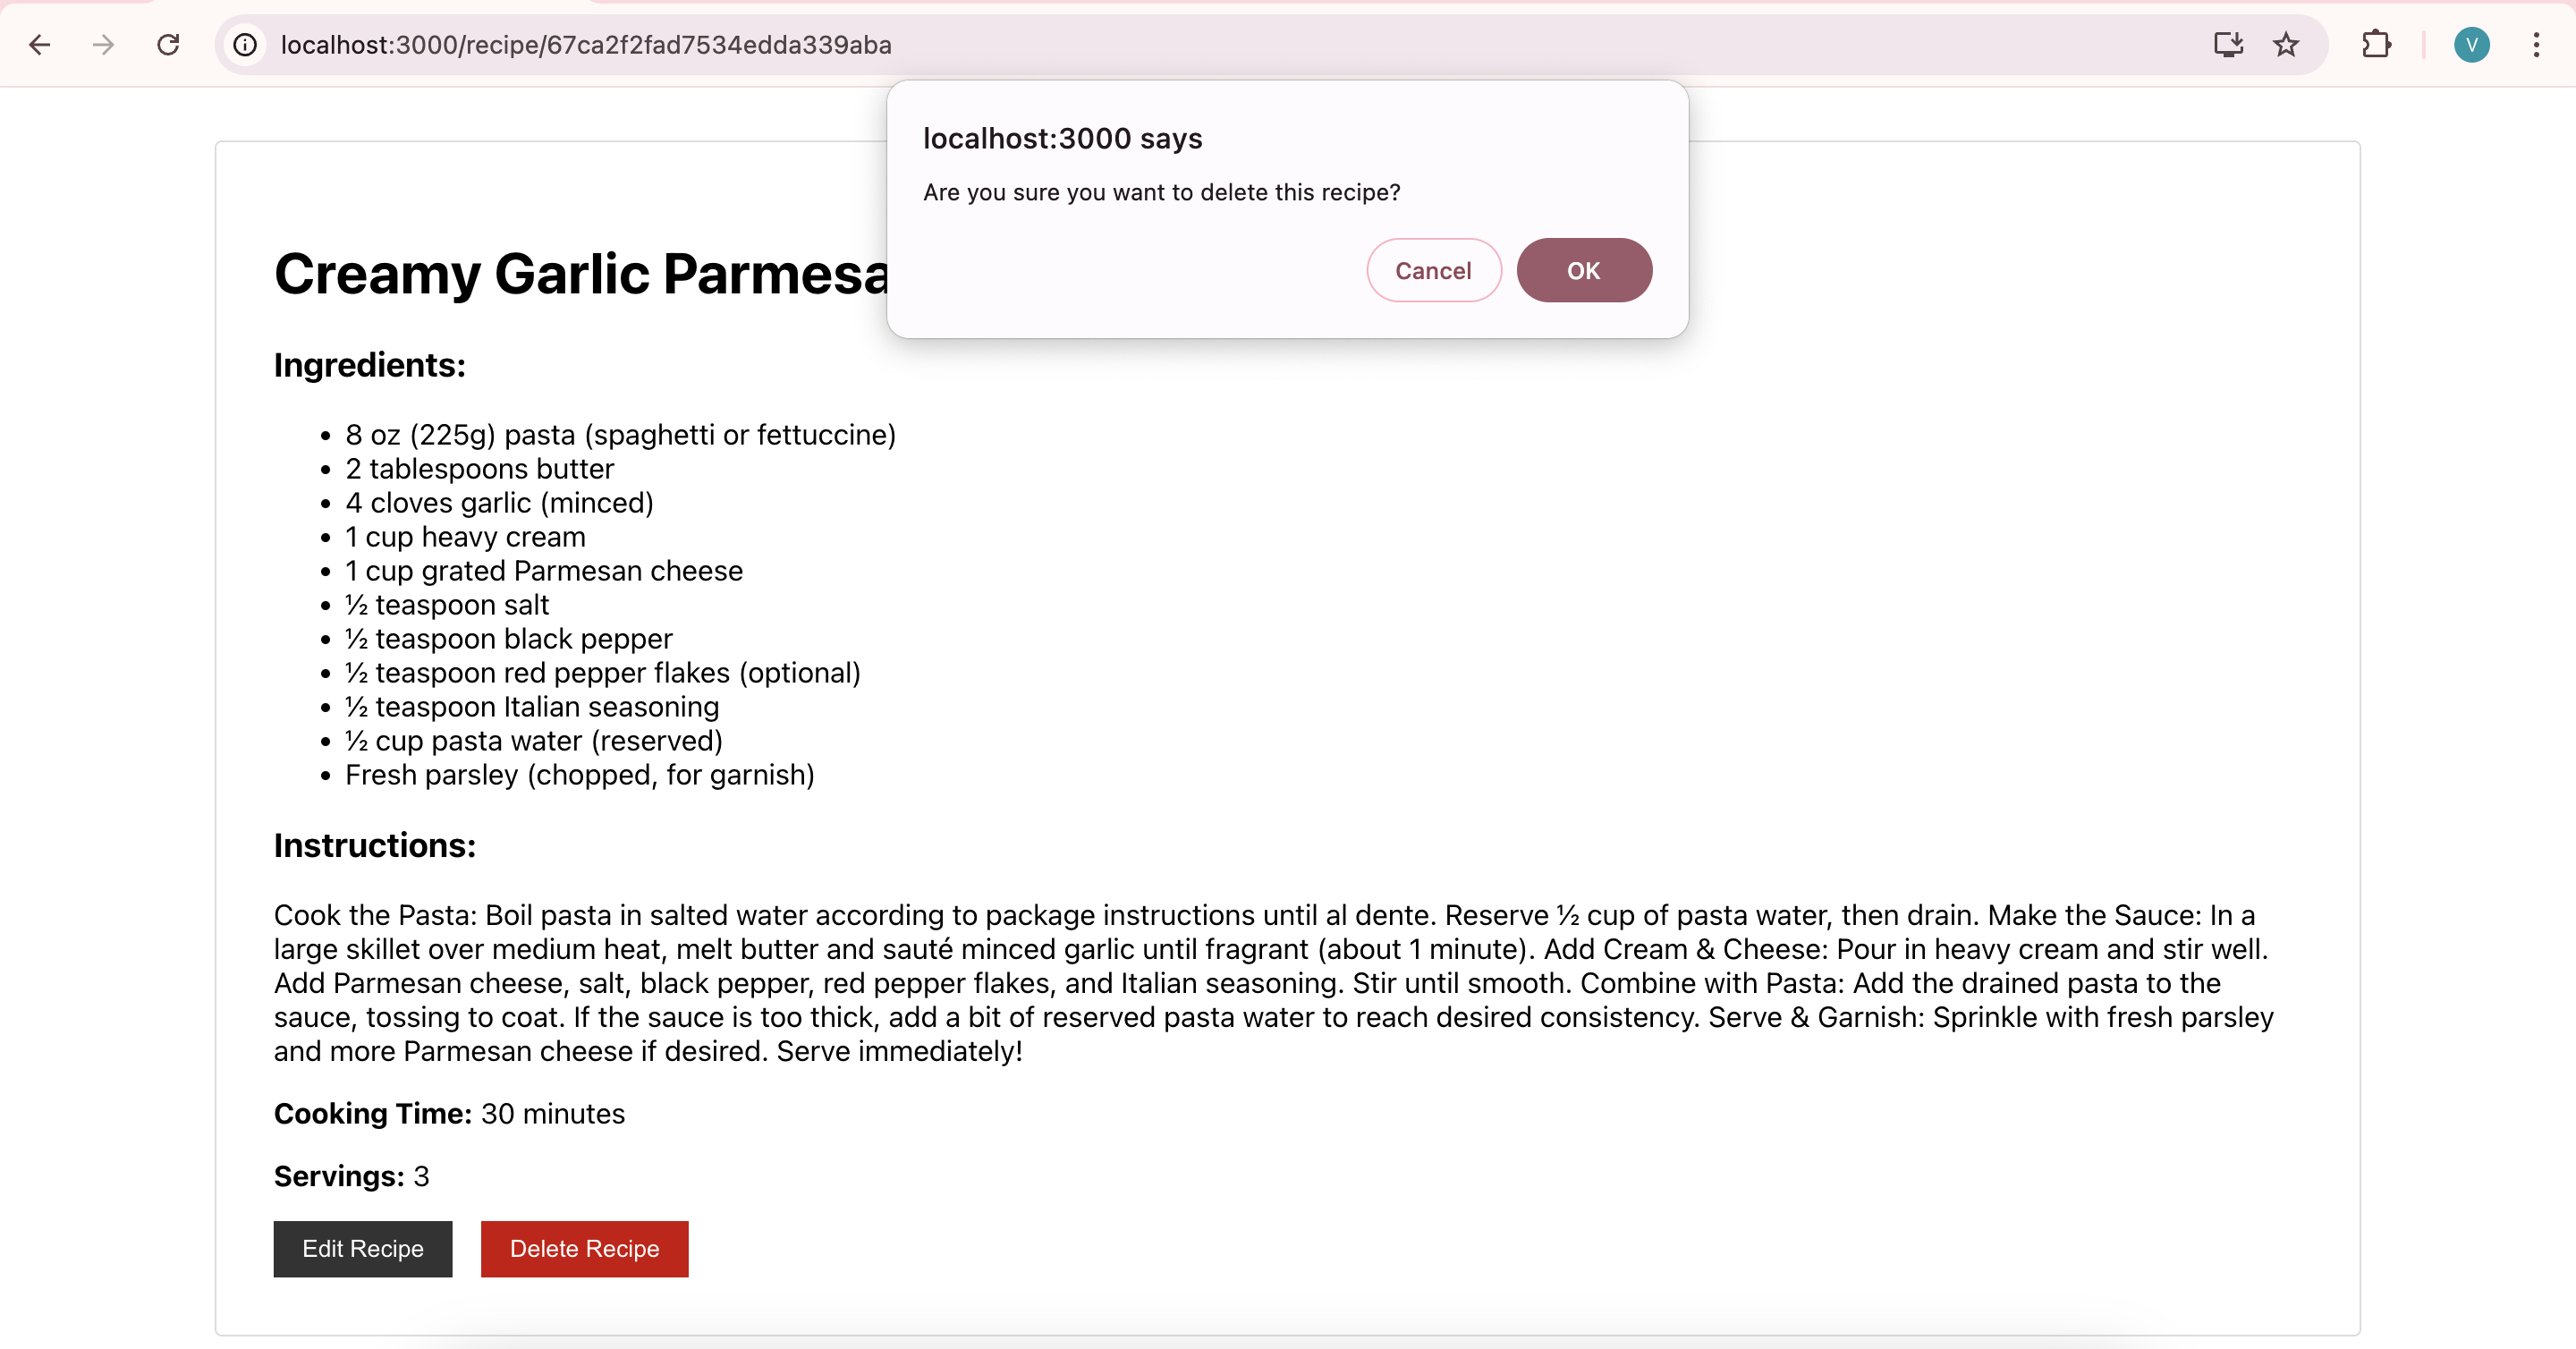 localhost:3000/recipe/67ca2f2fad7534edda339aba
V
localhost:3000 says
Are you sure you want to delete this recipe?
Cancel
OK
Creamy Garlic
Ingredients:
8 oz (225g) pasta (spaghetti or fettuccine)
2 tablespoons butter
4 cloves garlic (minced)
1 cup heavy cream
1 cup grated Parmesan cheese
½ teaspoon salt
½ teaspoon black pepper
½ teaspoon red pepper flakes (optional)
½ teaspoon Italian seasoning
½ cup pasta water (reserved)
Fresh parsley (chopped, for garnish)
Instructions:
Cook the Pasta: Boil pasta in salted water according to package instructions until al dente. Reserve ½ cup of pasta water, then drain. Make the Sauce: In a
large skillet over medium heat, melt butter and sauté minced garlic until fragrant (about 1 minute). Add Cream & Cheese: Pour in heavy cream and stir well.
Add Parmesan cheese, salt, black pepper, red pepper flakes, and Italian seasoning. Stir until smooth. Combine with Pasta: Add the drained pasta to the
sauce, tossing to coat. If the sauce is too thick, add a bit of reserved pasta water to reach desired consistency. Serve & Garnish: Sprinkle with fresh parsley
and more Parmesan cheese if desired. Serve immediately!
Cooking Time: 30 minutes
Servings: 3
Edit Recipe
Delete Recipe